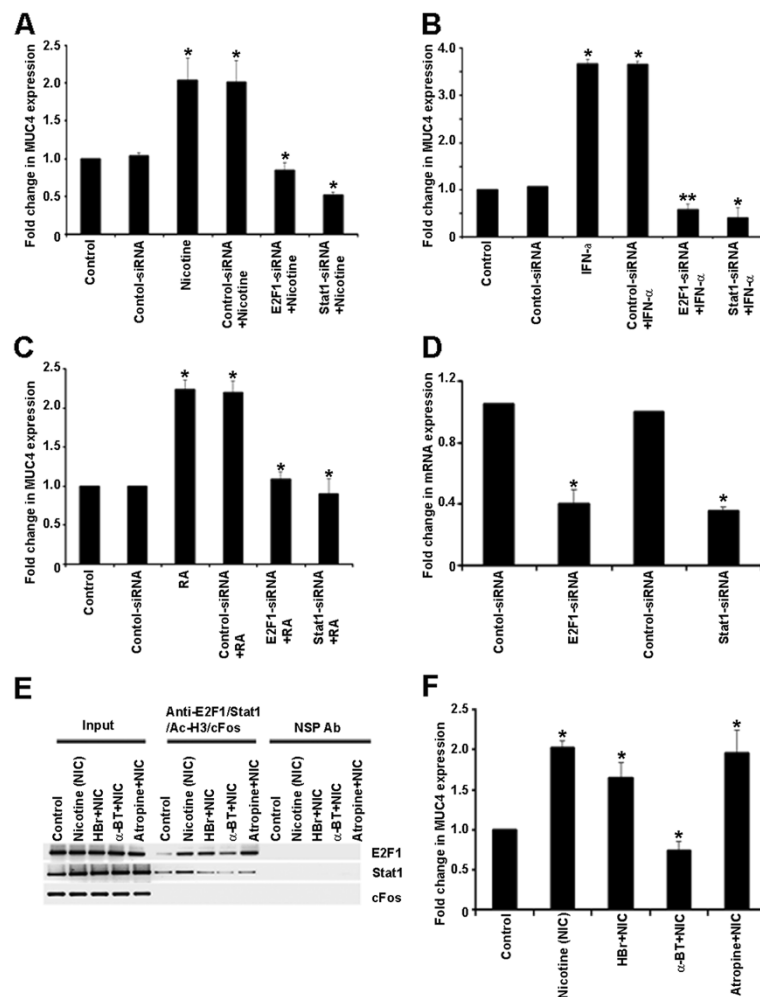 A
Fold change in MUC4 expression
2.5
2.0
1.5
1.0
0.5
0
*
*
*
*
Control
Contol-siRNA
Nicotine
Control-siRNA
+Nicotine
E2F1-siRNA
+Nicotine
Stat1-siRNA
+Nicotine
B
Fold change in MUC4 expression
4.0
3.0
2.0
1.0
0
*
*
**
*
Control
Contol-siRNA
IFN-a
Control-siRNA
+IFN-α
E2F1-siRNA
+IFN-α
Stat1-siRNA
+IFN-α
C
Fold change in MUC4 expression
2.5
2.0
1.5
1.0
0.5
0
*
*
*
*
Control
Contol-siRNA
RA
Control-siRNA
+RA
E2F1-siRNA
+RA
Stat1-siRNA
+RA
D
Fold change in mRNA expression
1.2
0.8
0.4
0
*
*
Contol-siRNA
E2F1-siRNA
Control-siRNA
Stat1-siRNA
E
Input
Anti-E2F1/Stat1
/Ac-H3/cFos
NSP Ab
Control
Nicotine (NIC)
HBr+NIC
α-BT+NIC
Atropine+NIC
Control
Nicotine (NIC)
HBr+NIC
α-BT+NIC
Atropine+NIC
Control
Nicotine (NIC)
HBr+NIC
α-BT+NIC
Atropine+NIC
E2F1
Stat1
cFos
F
Fold change in MUC4 expression
2.5
2.0
1.5
1.0
0.5
0
*
*
*
*
Control
Nicotine (NIC)
HBr+NIC
α-BT+NIC
Atropine+NIC